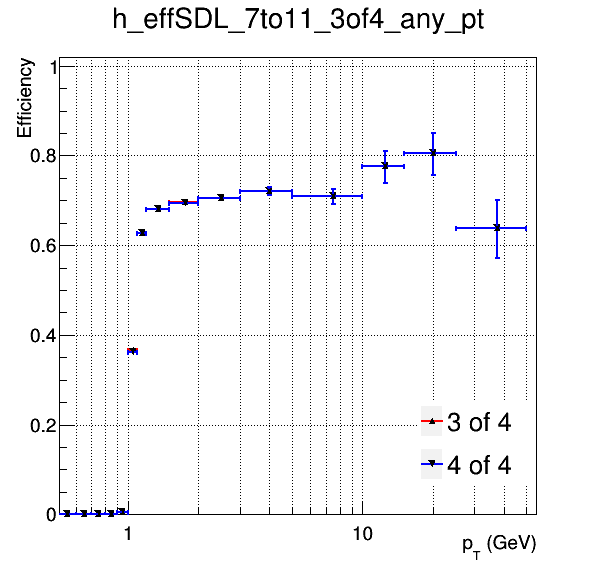 h_effSDL_7to11_3of4_any_pt
Efficiency
1
0.8
0.6
0.4
0.2
0
3 of 4
4 of 4
1
10
p_T (GeV)